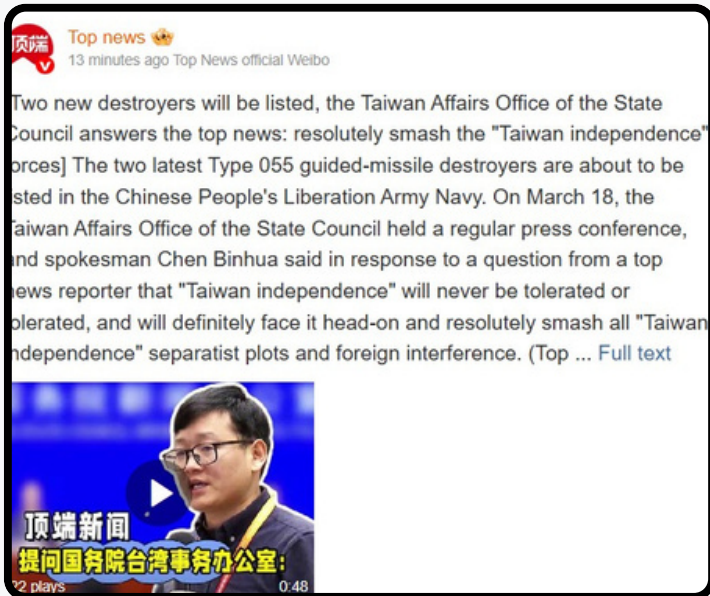 顶端
Top news
13 minutes ago Top News official Weibo
Two new destroyers will be listed, the Taiwan Affairs Office of the State
Council answers the top news: resolutely smash the "Taiwan independence"
orces] The two latest Type 055 guided-missile destroyers are about to be
isted in the Chinese People's Liberation Army Navy. On March 18, the
Taiwan Affairs Office of the State Council held a regular press conference,
and spokesman Chen Binhua said in response to a question from a top
news reporter that "Taiwan independence" will never be tolerated or
olerated, and will definitely face it head-on and resolutely smash all "Taiwan
ndependence" separatist plots and foreign interference. (Top ... Full text
顶端新闻
提问国务院台湾事务办公室:
22 plays
0:48